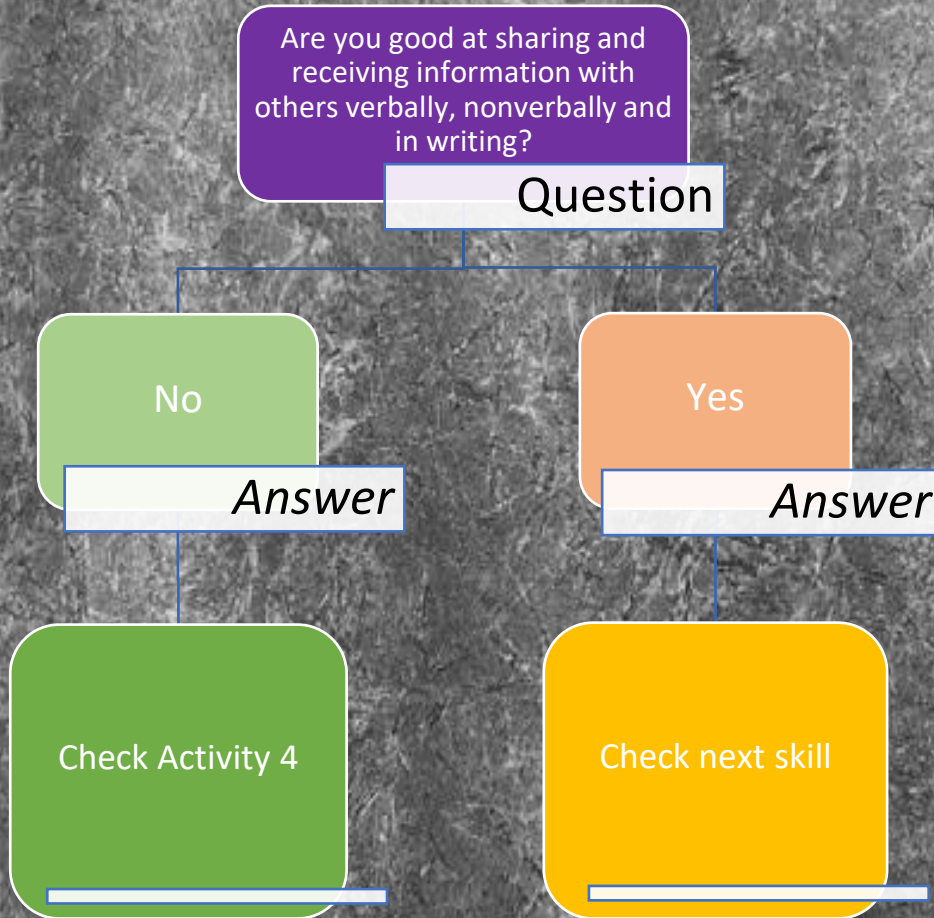 Are you good at sharing and
receiving information with
others verbally, nonverbally and
in writing?
Question
No
Answer
Yes
Answer
Check Activity 4
Check next skill